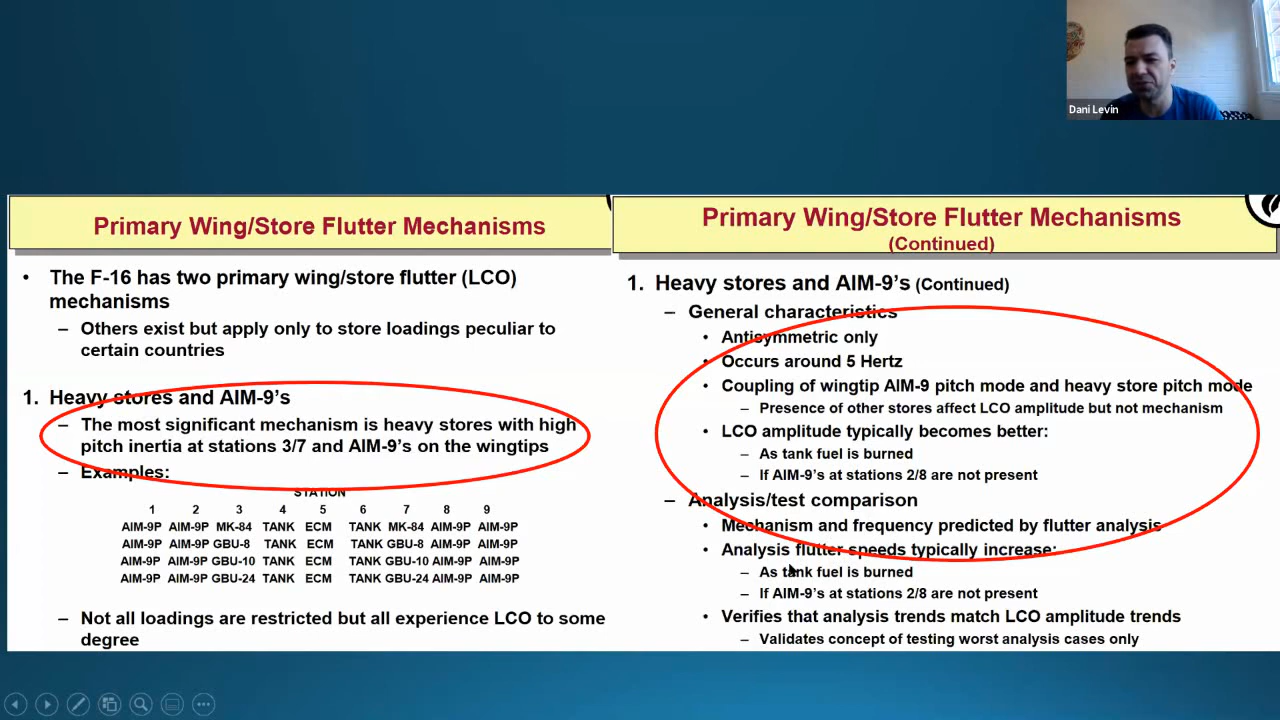 Dani Levin
Primary Wing/Store Flutter Mechanisms
• The F-16 has two primary wing/store flutter (LCO)
mechanisms
– Others exist but apply only to store loadings peculiar to
certain countries
1. Heavy stores and AIM-9's
– The most significant mechanism is heavy stores with high
pitch inertia at stations 3/7 and AIM-9's on the wingtips
– Examples:
STATION
1 2 3 4 5 6 7 8 9
AIM-9P AIM-9P MK-84 TANK ECM TANK MK-84 AIM-9P AIM-9P
AIM-9P AIM-9P GBU-8 TANK ECM TANK GBU-8 AIM-9P AIM-9P
AIM-9P AIM-9P GBU-10 TANK ECM TANK GBU-10 AIM-9P AIM-9P
AIM-9P AIM-9P GBU-24 TANK ECM TANK GBU-24 AIM-9P AIM-9P
– Not all loadings are restricted but all experience LCO to some
degree
Primary Wing/Store Flutter Mechanisms
(Continued)
1. Heavy stores and AIM-9's (Continued)
– General characteristics
• Antisymmetric only
• Occurs around 5 Hertz
• Coupling of wingtip AIM-9 pitch mode and heavy store pitch mode
– Presence of other stores affect LCO amplitude but not mechanism
• LCO amplitude typically becomes better:
– As tank fuel is burned
– If AIM-9's at stations 2/8 are not present
– Analysis/test comparison
• Mechanism and frequency predicted by flutter analysis
• Analysis flutter speeds typically increase:
– As tank fuel is burned
– If AIM-9's at stations 2/8 are not present
• Verifies that analysis trends match LCO amplitude trends
– Validates concept of testing worst analysis cases only